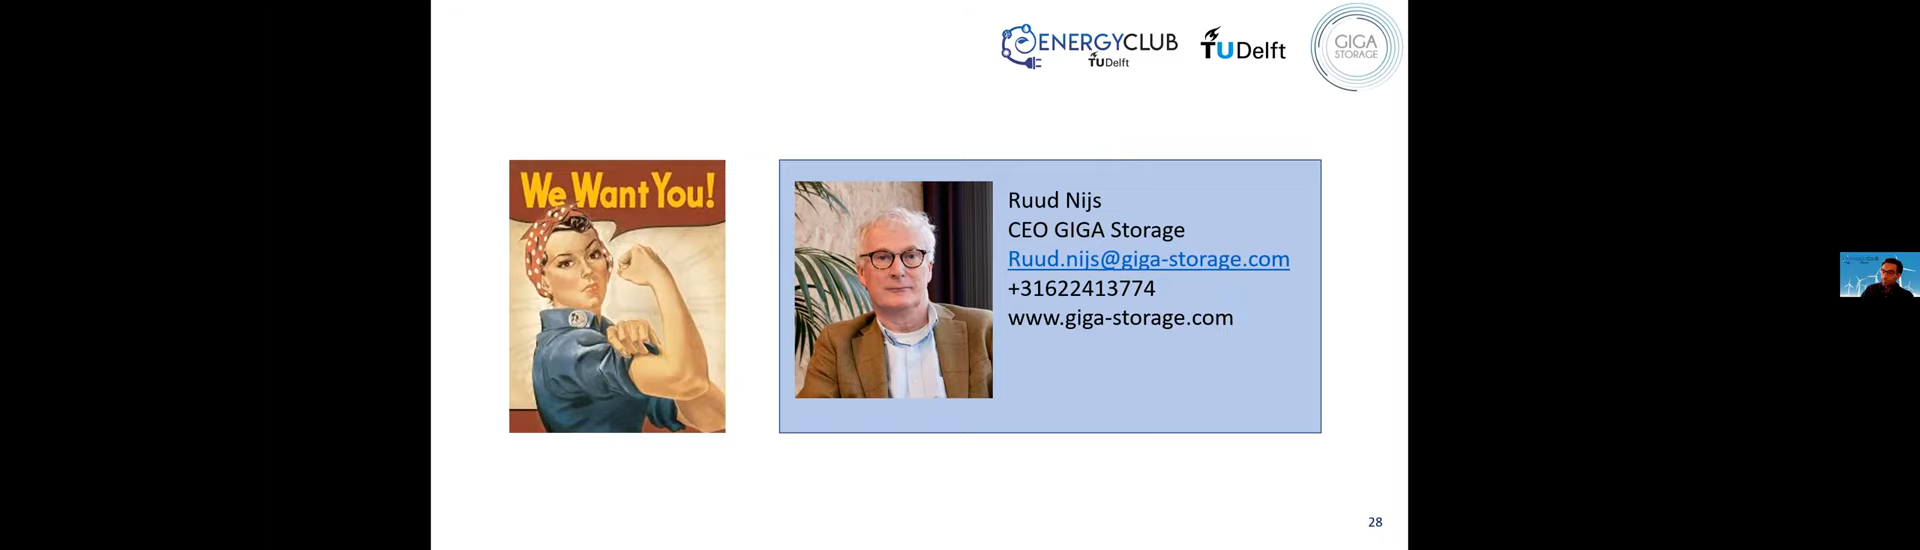 ENERGYCLUB
TUDelft
TUDelft
GIGA
STORAGE
We Want You!
Ruud Nijs
CEO GIGA Storage
Ruud.nijs@giga-storage.com
+31622413774
www.giga-storage.com
28